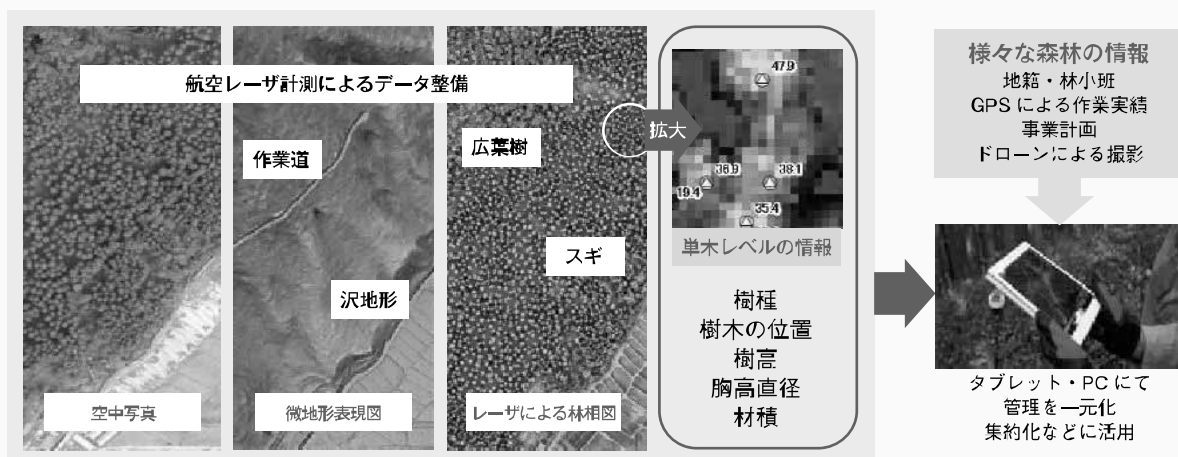 航空レーザ計測によるデータ整備
作業道
沢地形
広葉樹
スギ
空中写真
微地形表現図
レーザによる林相図
拡大
47.9
36.9
38.1
19.4
35.4
単木レベルの情報
樹種
樹木の位置
樹高
胸高直径
材積
様々な森林の情報
地籍・林小班
GPSによる作業実績
事業計画
ドローンによる撮影
タブレット・PCにて
管理を一元化
集約化などに活用